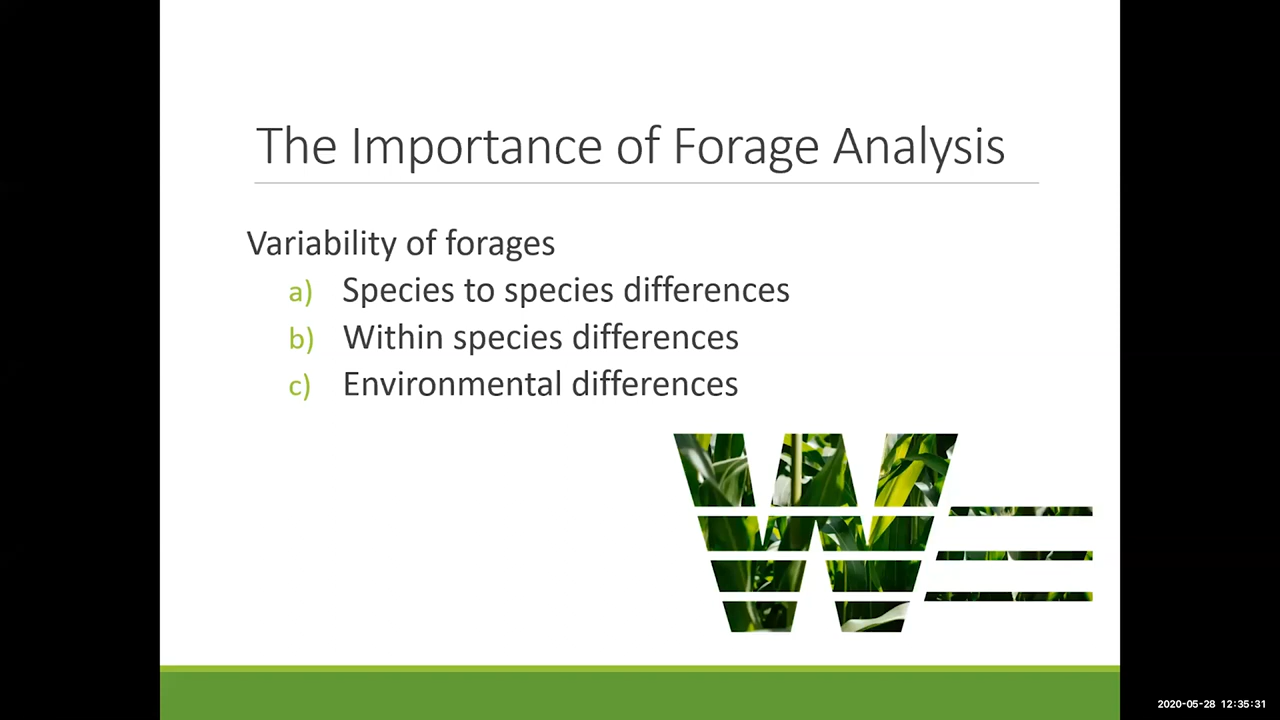 The Importance of Forage Analysis
Variability of forages
a) Species to species differences
b) Within species differences
c) Environmental differences
W
2020-05-28 12:35:31